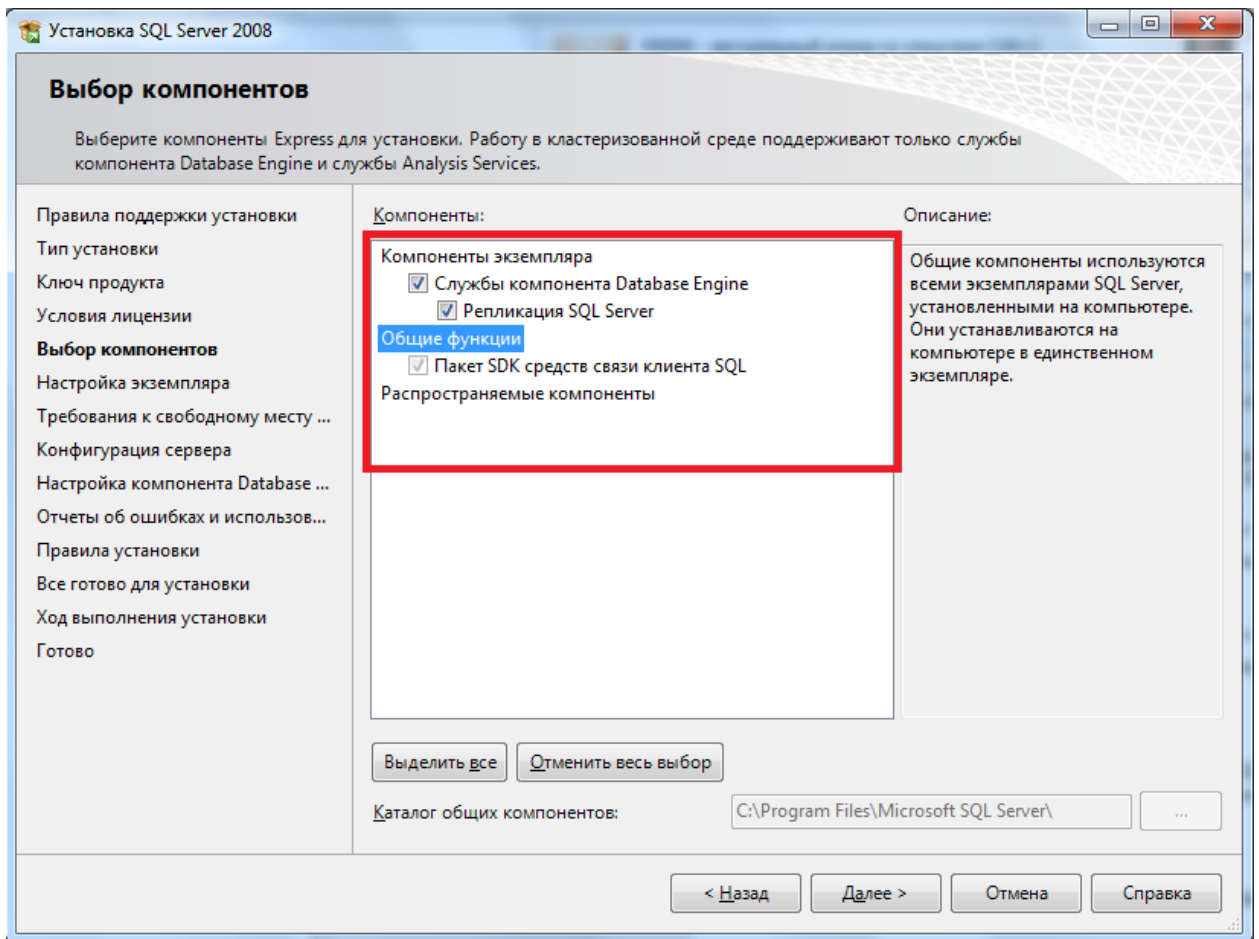 Установка SQL Server 2008
Выбор компонентов
Выберите компоненты Express для установки. Работу в кластеризованной среде поддерживают только службы
компонента Database Engine и службы Analysis Services.
Правила поддержки установки
Тип установки
Ключ продукта
Условия лицензии
Выбор компонентов
Настройка экземпляра
Требования к свободному месту ...
Конфигурация сервера
Настройка компонента Database ...
Отчеты об ошибках и использов...
Правила установки
Все готово для установки
Ход выполнения установки
Готово
Компоненты:
Компоненты экземпляра
Службы компонента Database Engine
Репликация SQL Server
Общие функции
Пакет SDK средств связи клиента SQL
Распространяемые компоненты
Описание:
Общие компоненты используются
всеми экземплярами SQL Server,
установленными на компьютере.
Они устанавливаются на
компьютере в единственном
экземпляре.
Выделить все
Отменить весь выбор
Каталог общих компонентов:
C:\Program Files\Microsoft SQL Server\
...
< Назад
Далее >
Отмена
Справка